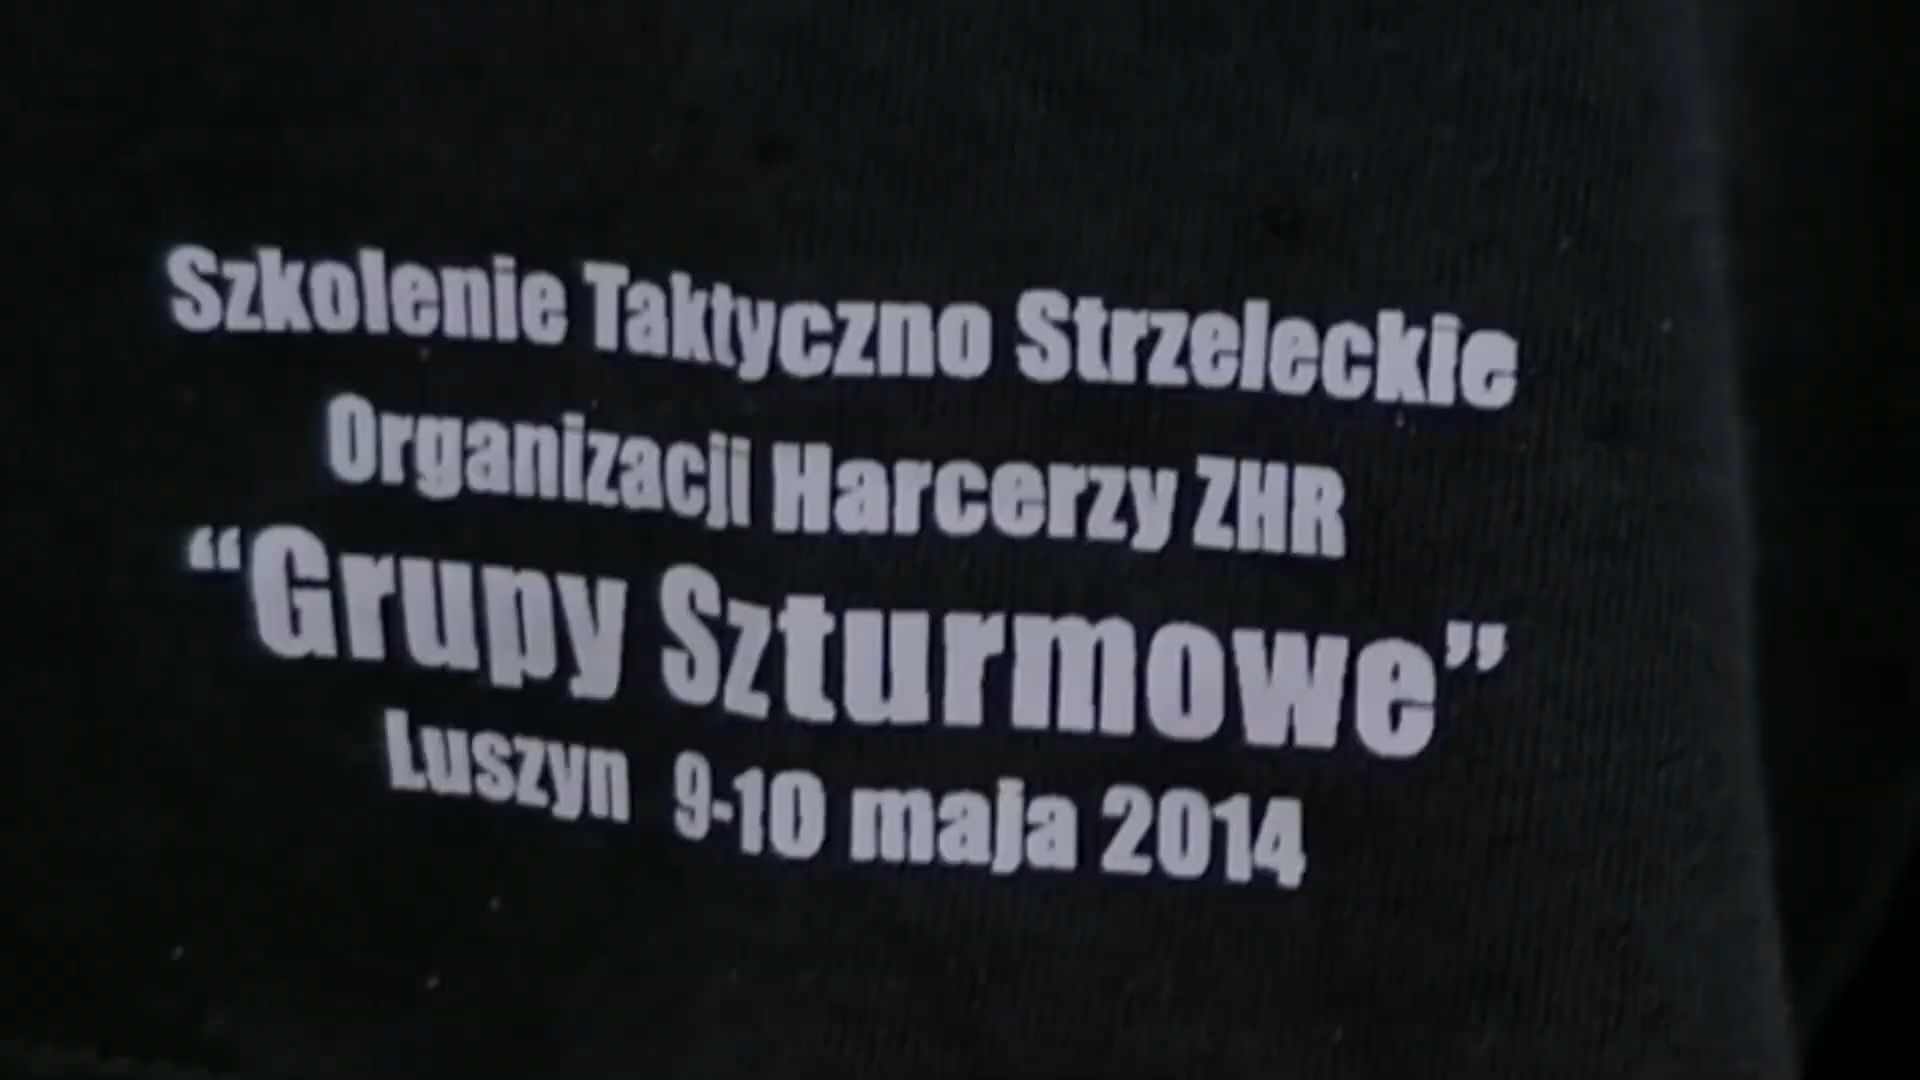 Szkolenie Taktyczno Strzeleckie
Organizacji Harcerzy ZHR
“Grupy Szturmowe”
Luszyn 9-10 maja 2014